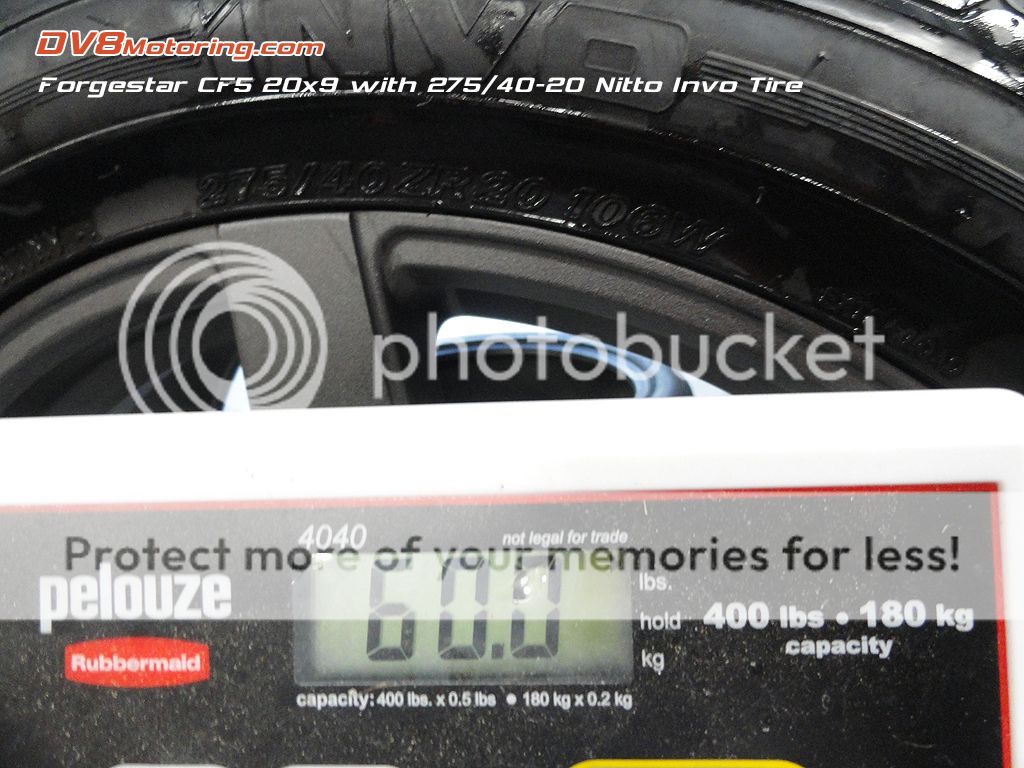 DV8Motoring.com
INVO
Forgestar CF5 20x9 with 275/40-20 Nitto Invo Tire
275/40ZR20 106W
photobucket
4040
not legal for trade
Protect more of your memories for less!
pelouze
60.0
lbs.
hold
400 lbs • 180 kg
kg
capacity
Rubbermaid
capacity: 400 lbs. x 0.5 lbs • 180 kg x 0.2 kg